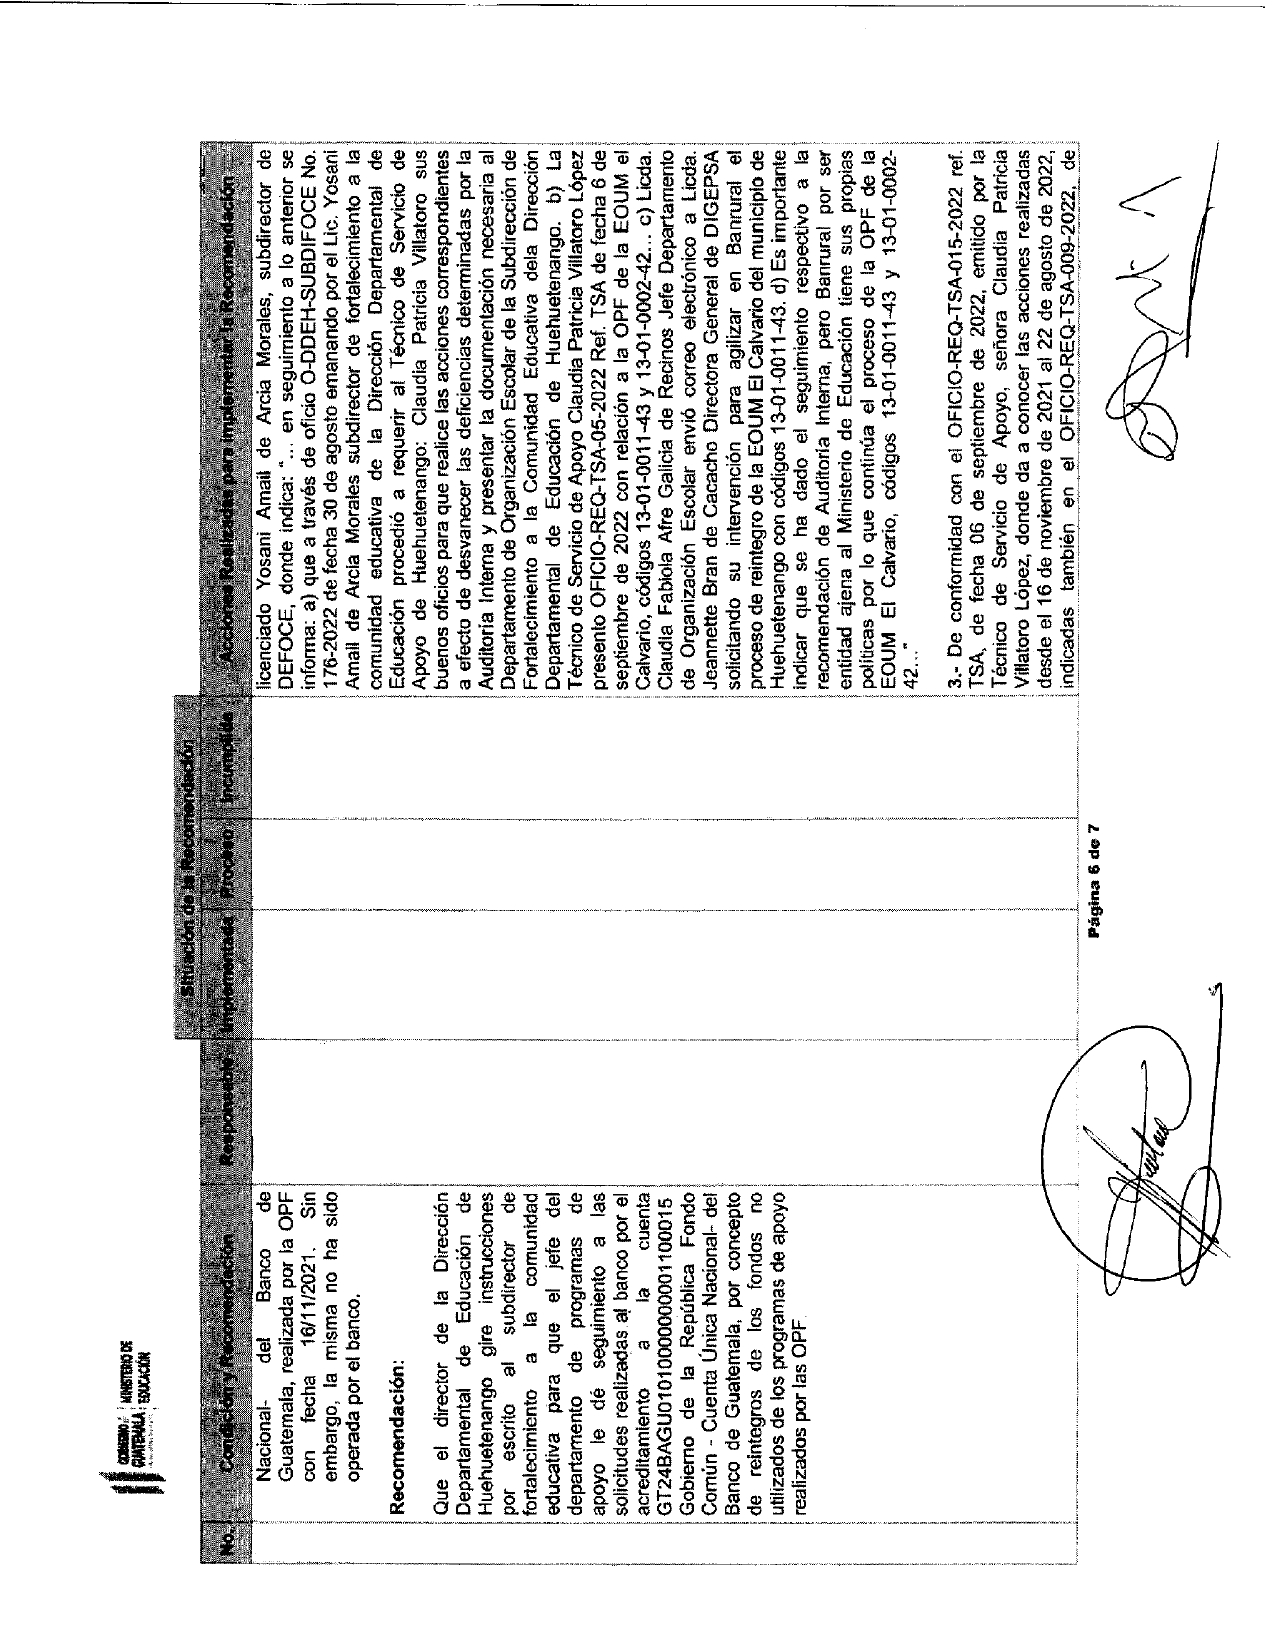 GOBIERNO DE
GUATEMALA
MINISTERIO DE
EDUCACIÓN
Situación de la Recomendación
No.
Condición y Recomendación
Responsable
Implementada
Proceso
Incumplida
Acciones Realizadas para Implementar la Recomendación
Nacional- del Banco de
Guatemala, realizada por la OPF
con fecha 16/11/2021. Sin
embargo, la misma no ha sido
operada por el banco.
Recomendación:
Que el director de la Dirección
Departamental de Educación de
Huehuetenango gire instrucciones
por escrito al subdirector de
fortalecimiento a la comunidad
educativa para que el jefe del
departamento de programas de
apoyo le dé seguimiento a las
solicitudes realizadas al banco por el
acreditamiento a la cuenta
Gobierno de la República Fondo
Común - Cuenta Única Nacional- del
Banco de Guatemala, por concepto
de reintegros de los fondos no
utilizados de los programas de apoyo
realizados por las OPF.
licenciado Yosani Amail de Arcia Morales, subdirector de
DEFOCE, donde indica: “... en seguimiento a lo anterior se
informa: a) que a través de oficio O-DDEH-SUBDIFOCE No.
176-2022 de fecha 30 de agosto emanando por el Lic. Yosani
Amail de Arcia Morales subdirector de fortalecimiento a la
comunidad educativa de la Dirección Departamental de
Educación procedió a requerir al Técnico de Servicio de
Apoyo de Huehuetenango: Claudia Patricia Villatoro sus
buenos oficios para que realice las acciones correspondientes
a efecto de desvanecer las deficiencias determinadas por la
Auditoria Interna y presentar la documentación necesaria al
Departamento de Organización Escolar de la Subdirección de
Fortalecimiento a la Comunidad Educativa dela Dirección
Departamental de Educación de Huehuetenango. b) La
Técnico de Servicio de Apoyo Claudia Patricia Villatoro López
presento OFICIO-REQ-TSA-05-2022 Ref. TSA de fecha 6 de
septiembre de 2022 con relación a la OPF de la EOUM el
Calvario, códigos 13-01-0011-43 y 13-01-0002-42... c) Licda.
Claudia Fabiola Afre Galicia de Recinos Jefe Departamento
de Organización Escolar envió correo electrónico a Licda.
Jeannette Bran de Cacacho Directora General de DIGEPSA
solicitando su intervención para agilizar en Banrural el
proceso de reintegro de la EOUM El Calvario del municipio de
Huehuetenango con códigos 13-01-0011-43. d) Es importante
indicar que se ha dado el seguimiento respectivo a la
recomendación de Auditoría Interna, pero Banrural por ser
entidad ajena al Ministerio de Educación tiene sus propias
políticas por lo que continúa el proceso de la OPF de la
EOUM El Calvario, códigos 13-01-0011-43 y 13-01-0002-
42...”
3.- De conformidad con el OFICIO-REQ-TSA-015-2022 ref.
TSA, de fecha 06 de septiembre de 2022, emitido por la
Técnico de Servicio de Apoyo, señora Claudia Patricia
Villatoro López, donde da a conocer las acciones realizadas
desde el 16 de noviembre de 2021 al 22 de agosto de 2022,
indicadas también en el OFICIO-REQ-TSA-009-2022, de
Página 6 de 7